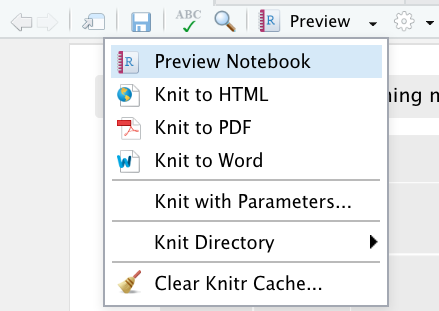 ABC
Preview
Preview Notebook
Knit to HTML
Knit to PDF
Knit to Word
Knit with Parameters...
Knit Directory
Clear Knitr Cache...